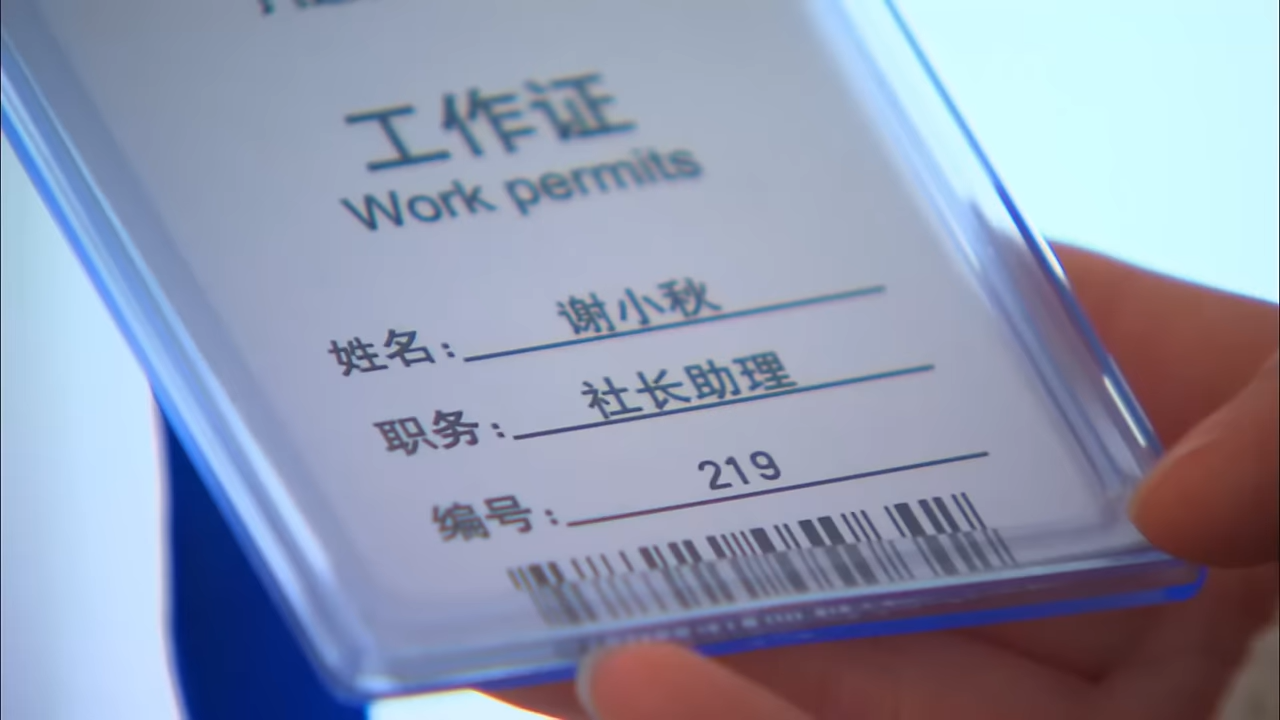 工作证
Work permits
姓名：谢小秋
职务：社长助理
编号：219